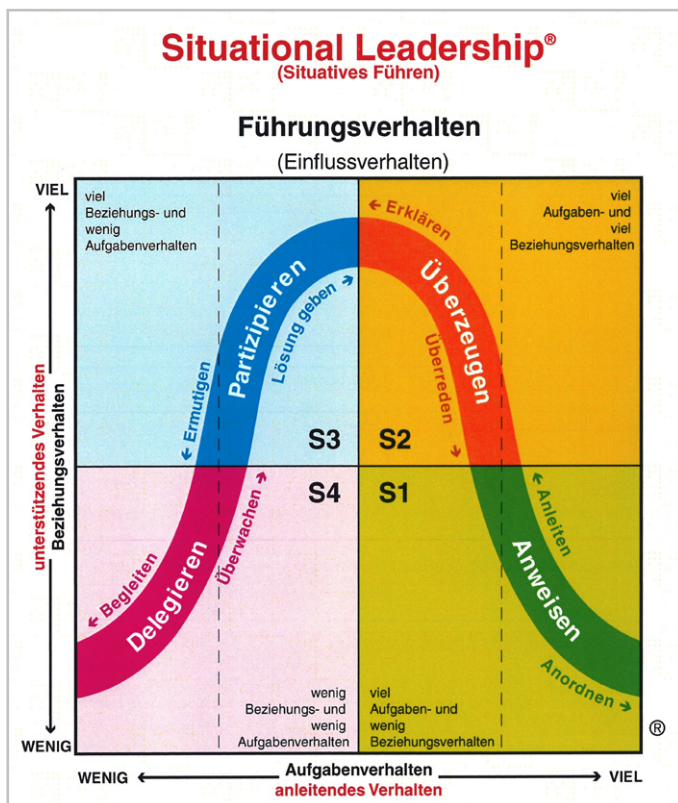 Situational Leadership®
(Situatives Führen)
Führungsverhalten
(Einflussverhalten)
VIEL
viel
Beziehungs- und
wenig
Aufgabenverhalten
viel
Aufgaben- und
viel
Beziehungsverhalten
← Erklären
Partizipieren
Überzeugen
Lösung geben →
← Ermutigen
Überreden →
S3
S2
unterstützendes Verhalten
Beziehungsverhalten
S4
S1
← Begleiten
Delegieren
Überwachen →
← Anleiten
Anweisen
Anordnen →
wenig
Beziehungs- und
wenig
Aufgabenverhalten
viel
Aufgaben- und
wenig
Beziehungsverhalten
®
WENIG
WENIG ← Aufgabenverhalten → VIEL
anleitendes Verhalten